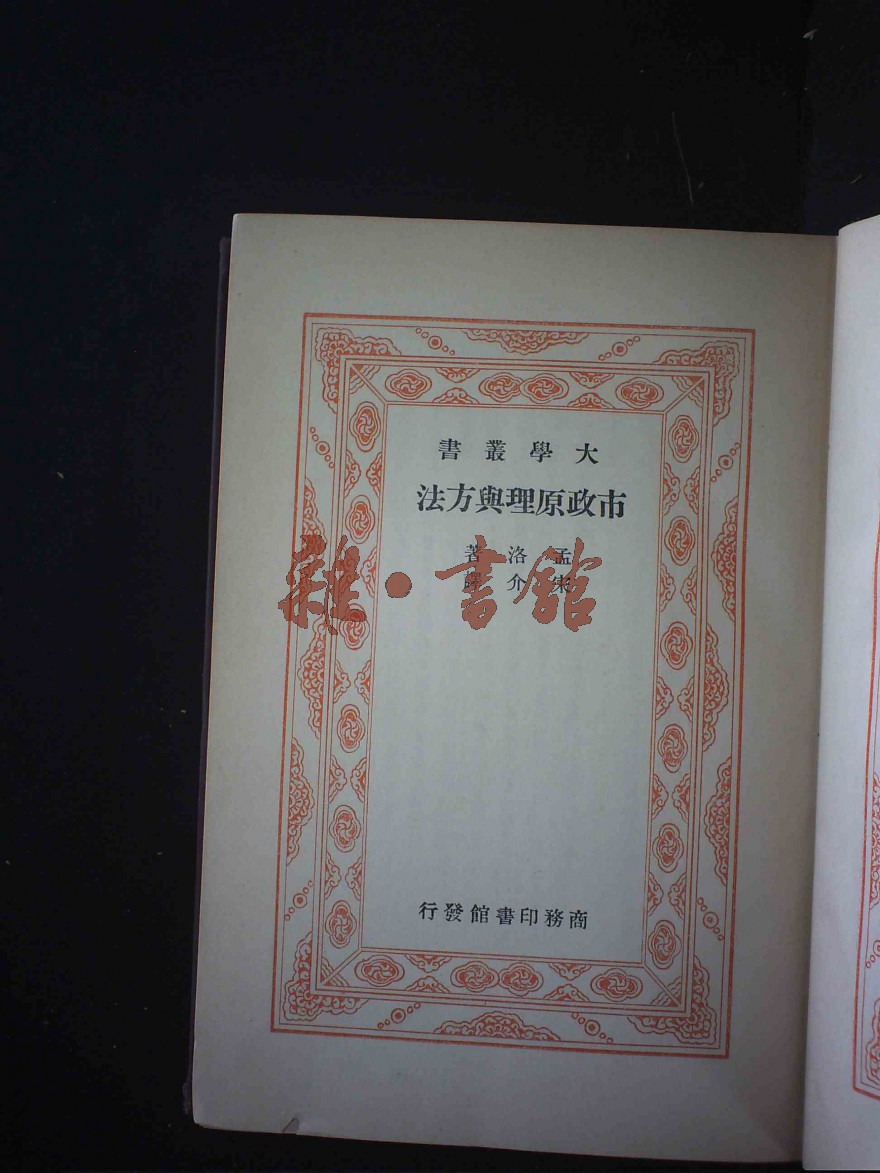 大學叢書
市政原理與方法
孟洛著
宋介譯
雜·書館
商務印書館發行